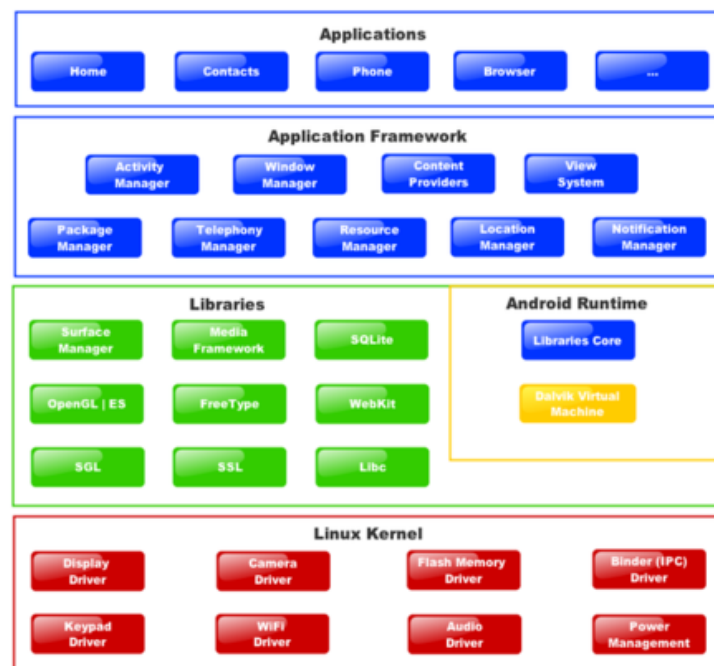 Applications
Home
Contacts
Phone
Browser
...
Application Framework
Activity
Manager
Window
Manager
Content
Providers
View
System
Package
Manager
Telephony
Manager
Resource
Manager
Location
Manager
Notification
Manager
Libraries
Surface
Manager
Media
Framework
SQLite
OpenGL | ES
FreeType
WebKit
SGL
SSL
Libc
Android Runtime
Libraries Core
Dalvik Virtual
Machine
Linux Kernel
Display
Driver
Camera
Driver
Flash Memory
Driver
Binder (IPC)
Driver
Keypad
Driver
WiFi
Driver
Audio
Driver
Power
Management